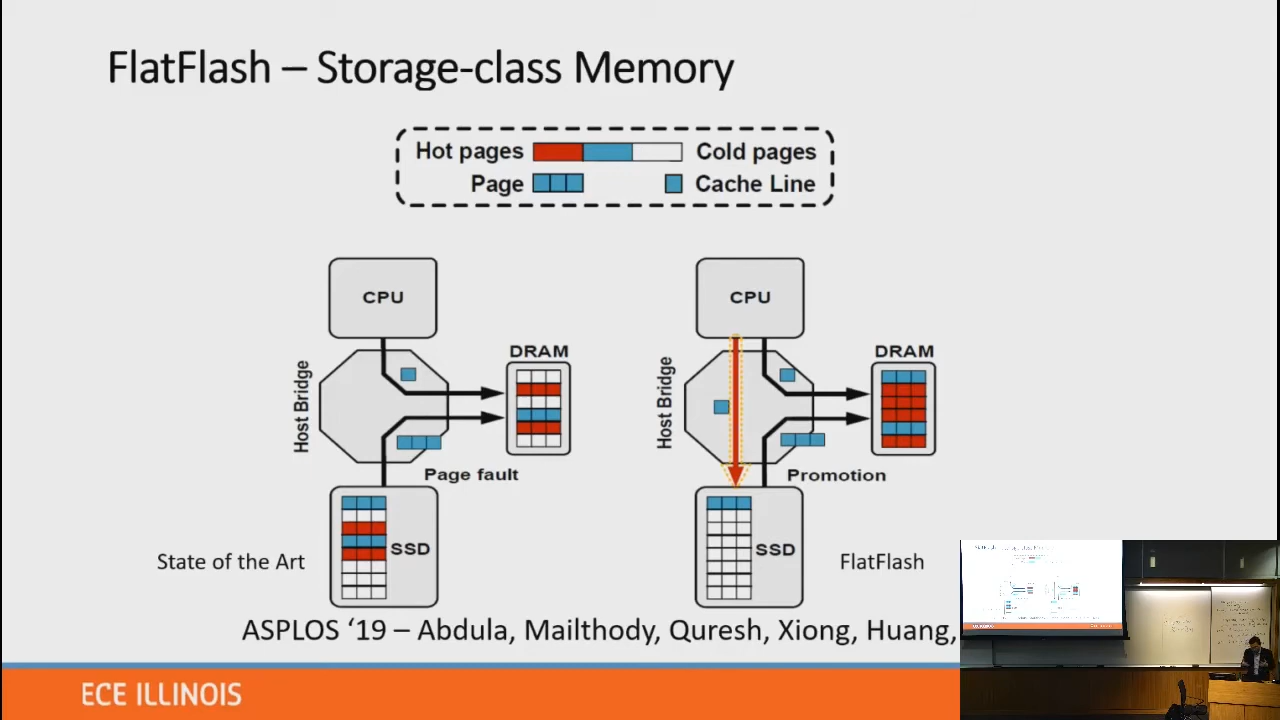 FlatFlash – Storage-class Memory
Hot pages
Cold pages
Page
Cache Line
CPU
Host Bridge
DRAM
Page fault
SSD
State of the Art
CPU
Host Bridge
DRAM
Promotion
SSD
FlatFlash
ASPLOS ‘19 – Abdula, Mailthody, Quresh, Xiong, Huang,
ECE ILLINOIS